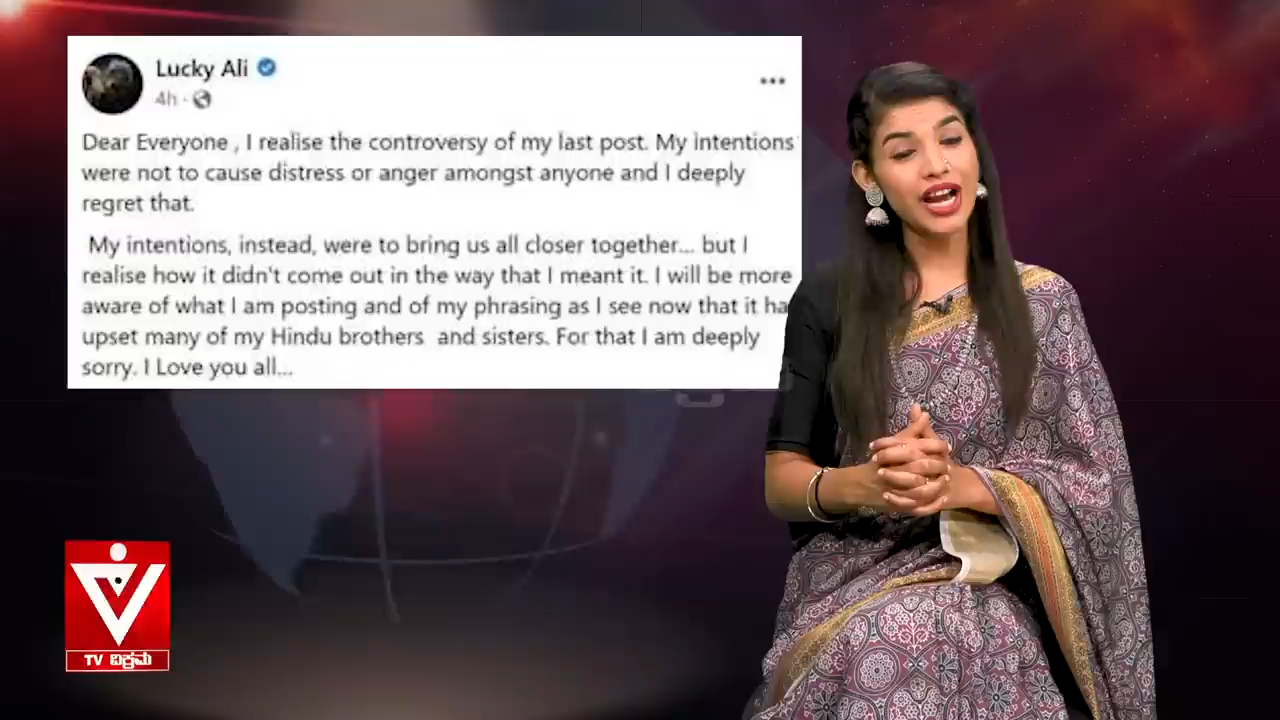 Lucky Ali
4h ·
Dear Everyone , I realise the controversy of my last post. My intentions
were not to cause distress or anger amongst anyone and I deeply
regret that.
My intentions, instead, were to bring us all closer together... but I
realise how it didn't come out in the way that I meant it. I will be more
aware of what I am posting and of my phrasing as I see now that it ha
upset many of my Hindu brothers and sisters. For that I am deeply
sorry. I Love you all...
TV ವಿಕ್ರಮ